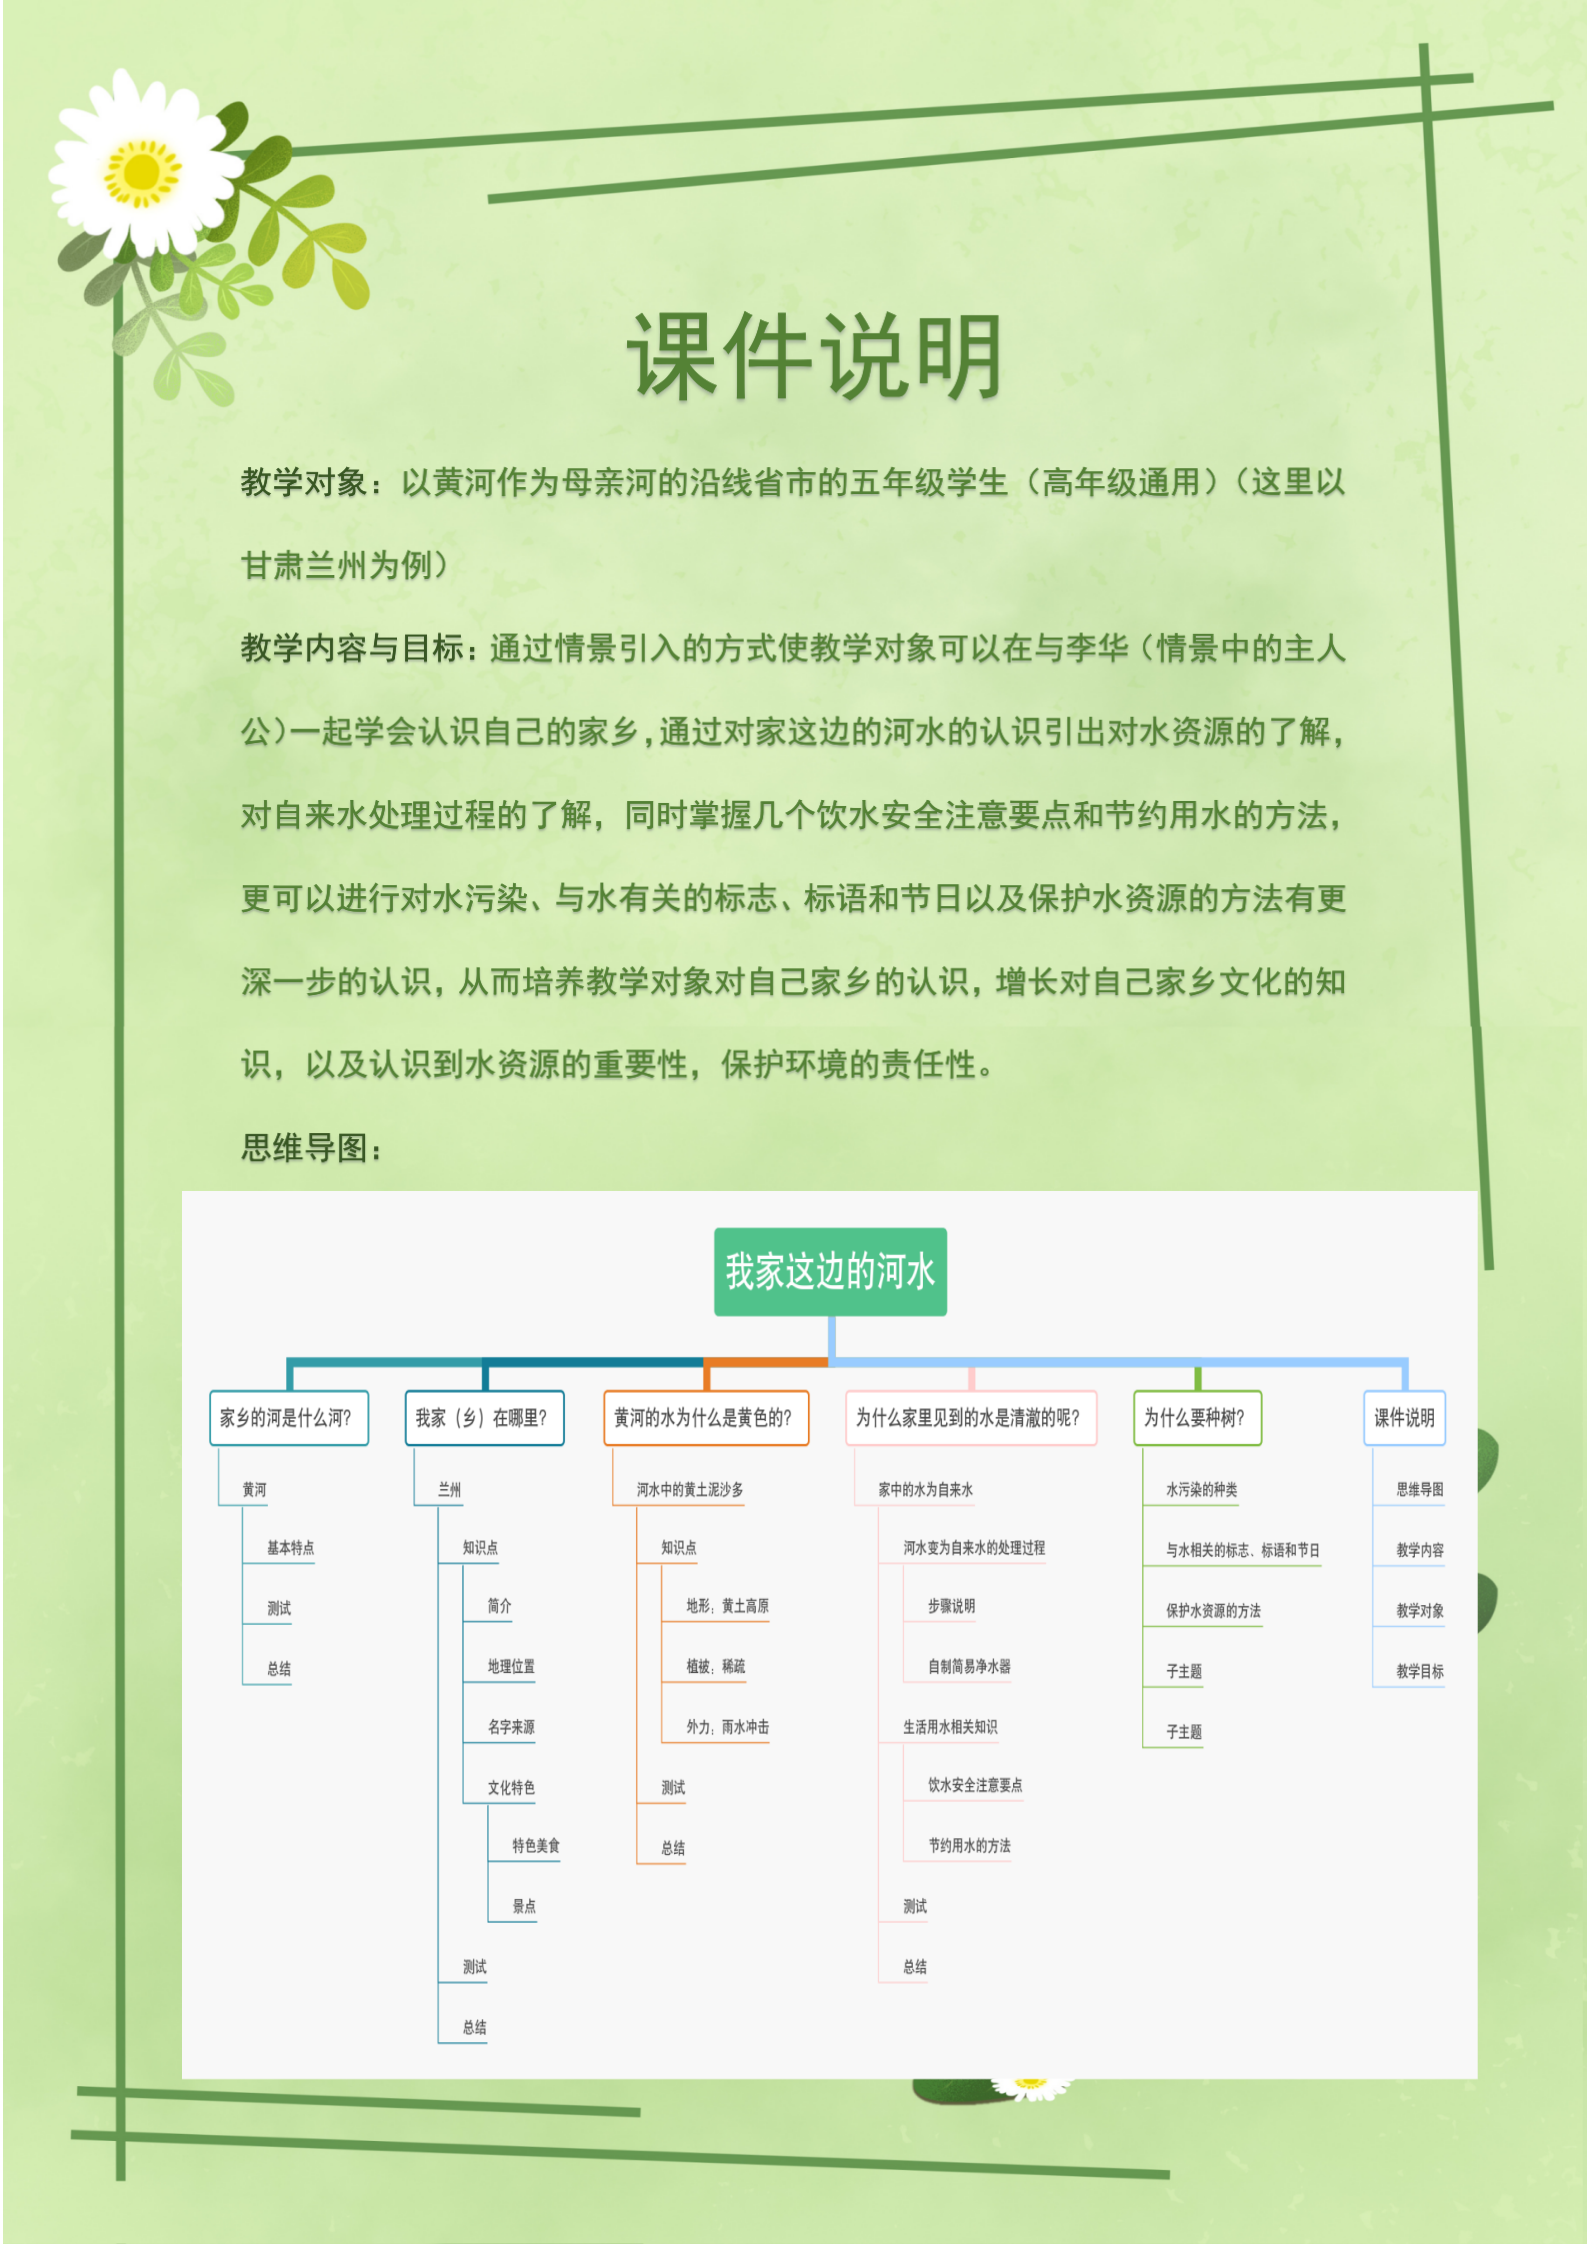 课件说明
教学对象：以黄河作为母亲河的沿线省市的五年级学生（高年级通用）（这里以
甘肃兰州为例）
教学内容与目标：通过情景引入的方式使教学对象可以在与李华（情景中的主人
公）一起学会认识自己的家乡，通过对家这边的河水的认识引出对水资源的了解，
对自来水处理过程的了解，同时掌握几个饮水安全注意要点和节约用水的方法，
更可以进行对水污染、与水有关的标志、标语和节日以及保护水资源的方法有更
深一步的认识，从而培养教学对象对自己家乡的认识，增长对自己家乡文化的知
识，以及认识到水资源的重要性，保护环境的责任性。
思维导图：
我家这边的河水
家乡的河是什么河？
黄河
基本特点
测试
总结
我家（乡）在哪里？
兰州
知识点
简介
地理位置
名字来源
文化特色
特色美食
景点
测试
总结
黄河的水为什么是黄色的？
河水中的黄土泥沙多
知识点
地形：黄土高原
植被：稀疏
外力：雨水冲击
测试
总结
为什么家里见到的水是清澈的呢？
家中的水为自来水
河水变为自来水的处理过程
步骤说明
自制简易净水器
生活用水相关知识
饮水安全注意要点
节约用水的方法
测试
总结
为什么要种树？
水污染的种类
与水相关的标志、标语和节日
保护水资源的方法
子主题
子主题
课件说明
思维导图
教学内容
教学对象
教学目标